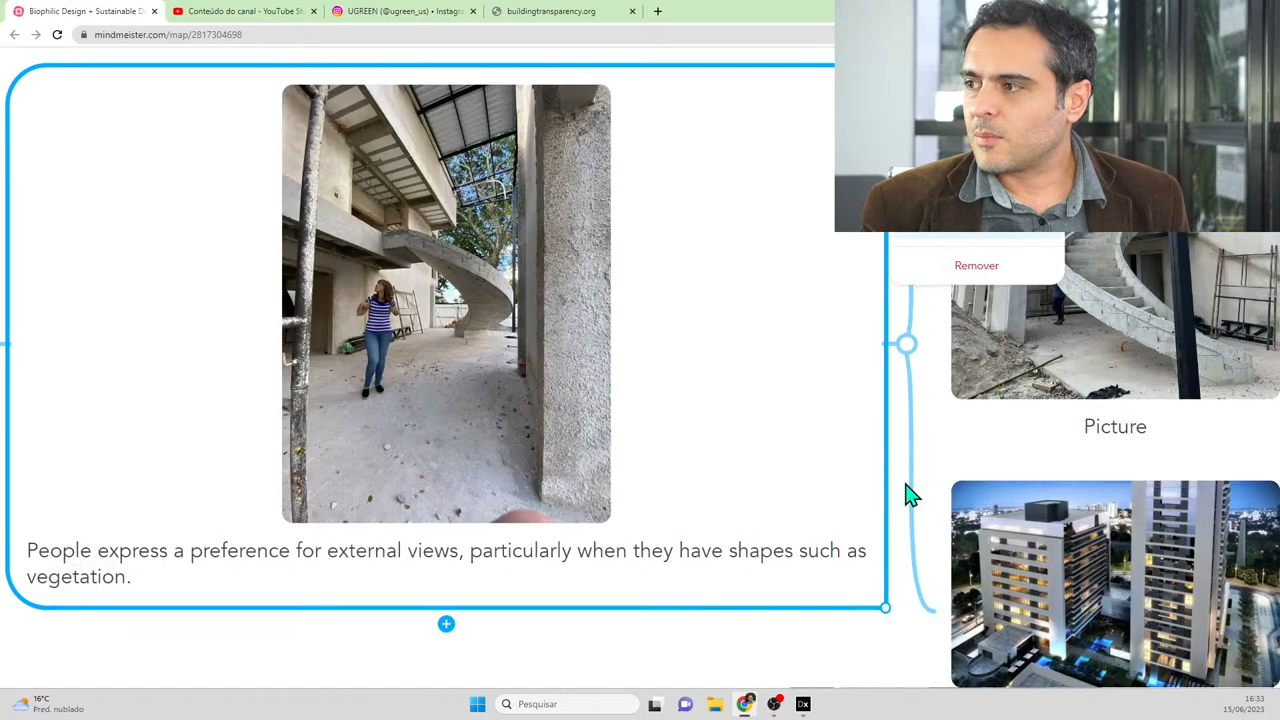 Biophilic Design + Sustainable D
Conteúdo do canal - YouTube St
UGREEN (@ugreen_us) • Instagra
buildingtransparency.org
mindmeister.com/map/2817304698
Remover
Picture
People express a preference for external views, particularly when they have shapes such as
vegetation.
16°C
Pred. nublado
Pesquisar
Dx
16:33
15/06/2023